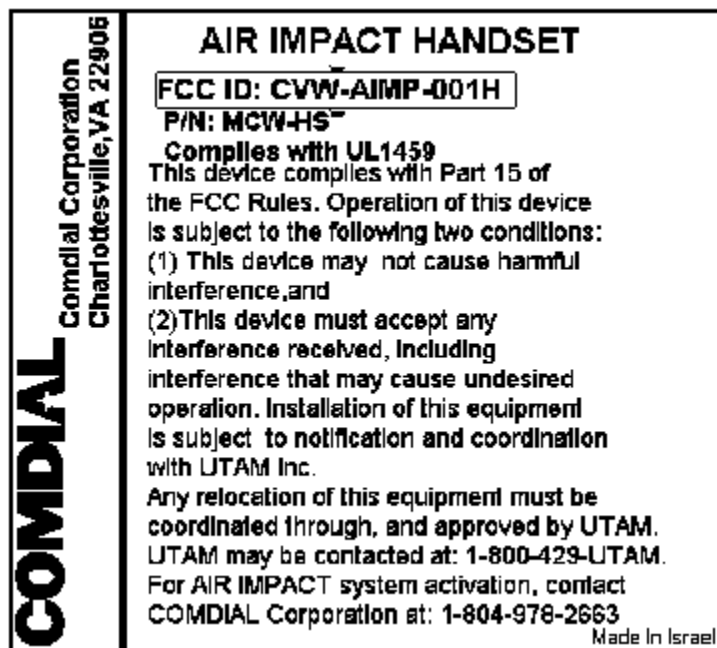 COMDIAL
Comdial Corporation
Charlottesville,VA 22906
AIR IMPACT HANDSET
FCC ID: CVW-AIMP-001H
P/N: MCW-HS
Complies with UL1459
This device complies with Part 15 of
the FCC Rules. Operation of this device
is subject to the following two conditions:
(1) This device may not cause harmful
interference,and
(2)This device must accept any
interference received, including
interference that may cause undesired
operation. Installation of this equipment
is subject to notification and coordination
with UTAM Inc.
Any relocation of this equipment must be
coordinated through, and approved by UTAM.
UTAM may be contacted at: 1-800-429-UTAM.
For AIR IMPACT system activation, contact
COMDIAL Corporation at: 1-804-978-2663
Made In Israel